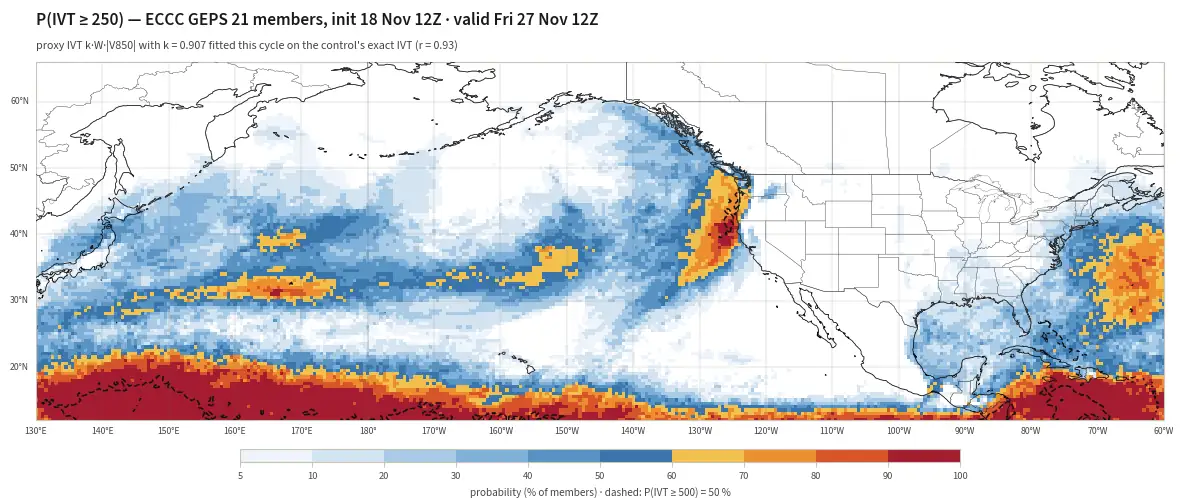 P(IVT ≥ 250) — ECCC GEPS 21 members, init 18 Nov 12Z · valid Fri 27 Nov 12Z
proxy IVT k·W·|V850| with k = 0.907 fitted this cycle on the control's exact IVT (r = 0.93)
60°N
50°N
40°N
30°N
20°N
130°E 140°E 150°E 160°E 170°E 180° 170°W 160°W 150°W 140°W 130°W 120°W 110°W 100°W 90°W 80°W 70°W 60°W
5 10 20 30 40 50 60 70 80 90 100
probability (% of members) · dashed: P(IVT ≥ 500) = 50 %